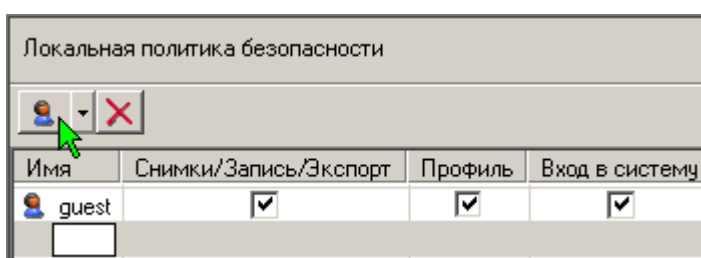 Локальная политика безопасности
Имя Снимки/Запись/Экспорт Профиль Вход в систему
guest